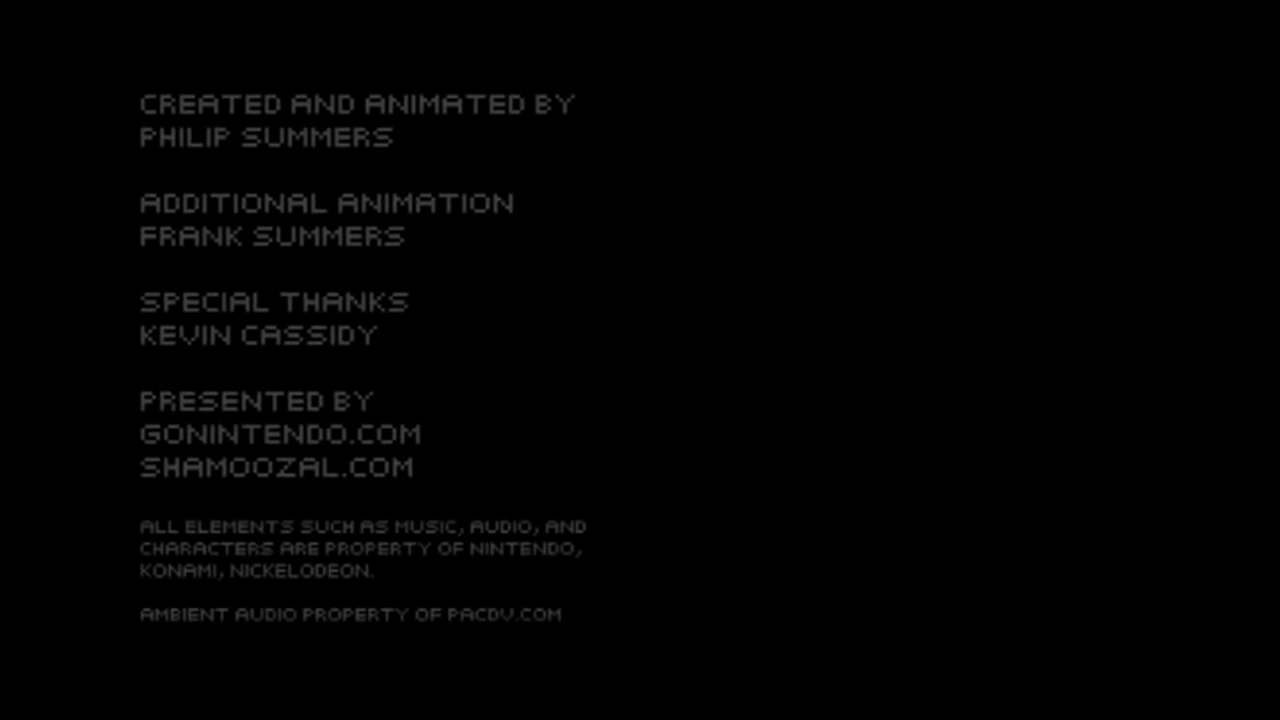 CREATED AND ANIMATED BY
PHILIP SUMMERS
ADDITIONAL ANIMATION
FRANK SUMMERS
SPECIAL THANKS
KEVIN CASSIDY
PRESENTED BY
GONINTENDO.COM
SHAMOOZAL.COM
ALL ELEMENTS SUCH AS MUSIC, AUDIO, AND
CHARACTERS ARE PROPERTY OF NINTENDO,
KONAMI, NICKELODEON.
AMBIENT AUDIO PROPERTY OF PACDV.COM